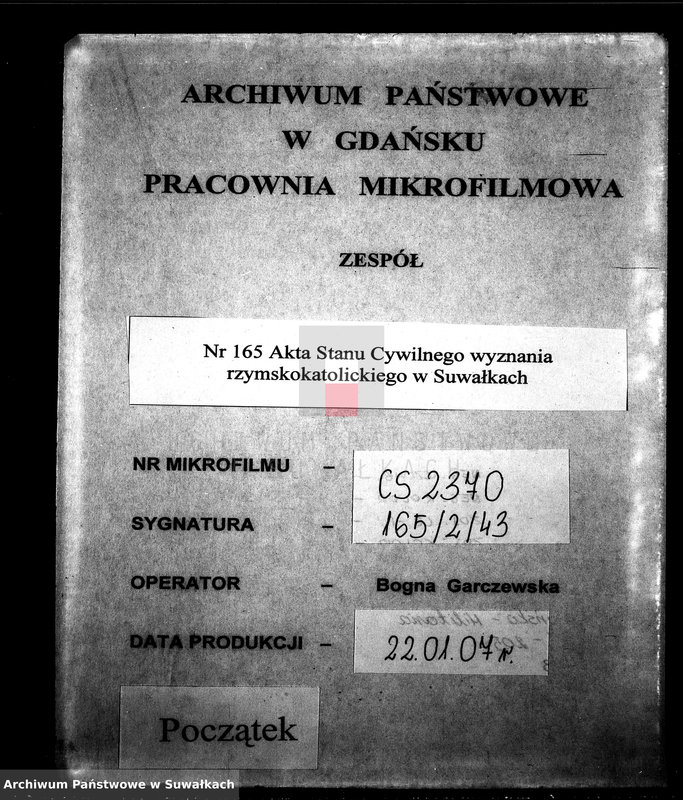 ARCHIWUM PAŃSTWOWE
W GDAŃSKU
PRACOWNIA MIKROFILMOWA
ZESPÓŁ
Nr 165 Akta Stanu Cywilnego wyznania
rzymskokatolickiego w Suwałkach
NR MIKROFILMU – CS 2370
SYGNATURA – 165/2/43
OPERATOR – Bogna Garczewska
DATA PRODUKCJI – 22.01.07 r.
Początek
Archiwum Państwowe w Suwałkach